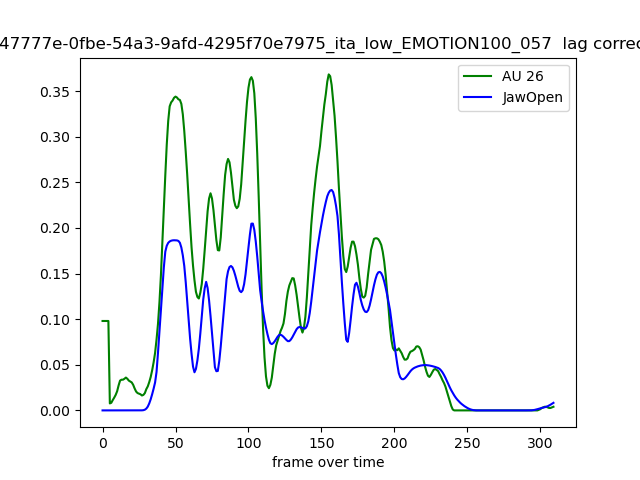 47777e-0fbe-54a3-9afd-4295f70e7975_ita_low_EMOTION100_057 lag correc
AU 26
JawOpen
0.35
0.30
0.25
0.20
0.15
0.10
0.05
0.00
0 50 100 150 200 250 300
frame over time